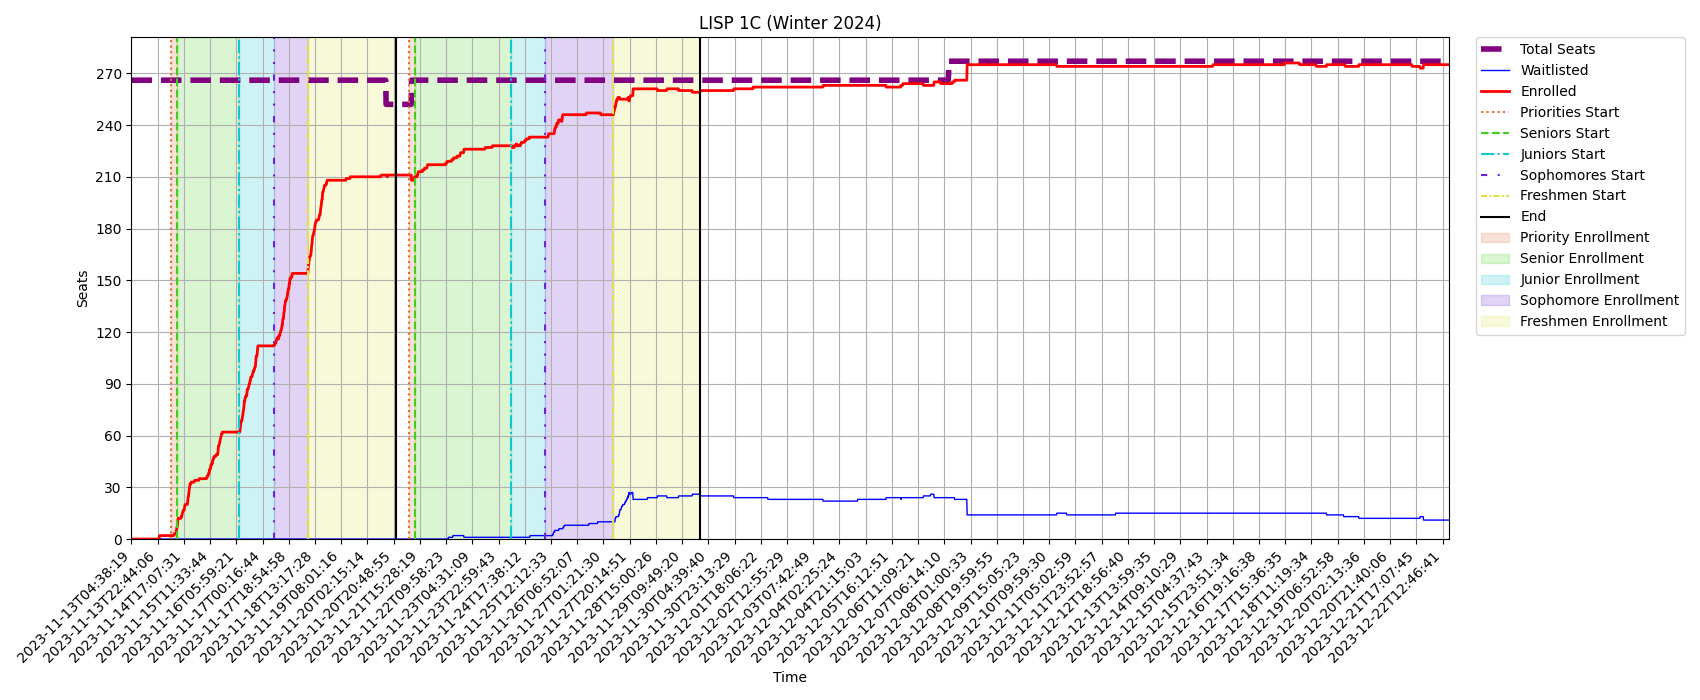 LISP 1C (Winter 2024)
Seats
270
240
210
180
150
120
90
60
30
0
2023-11-13T04:38:19
2023-11-13T22:44:06
2023-11-14T17:07:31
2023-11-15T11:33:44
2023-11-16T05:59:21
2023-11-17T00:16:44
2023-11-17T18:54:58
2023-11-18T13:17:28
2023-11-19T08:01:16
2023-11-20T02:15:14
2023-11-20T20:48:55
2023-11-21T15:28:19
2023-11-22T09:58:23
2023-11-23T04:31:09
2023-11-23T22:59:43
2023-11-24T17:38:12
2023-11-25T12:12:33
2023-11-26T06:52:07
2023-11-27T01:21:30
2023-11-27T20:14:51
2023-11-28T15:00:26
2023-11-29T09:49:20
2023-11-30T04:39:40
2023-11-30T23:13:29
2023-12-01T18:06:22
2023-12-02T12:55:29
2023-12-03T07:42:49
2023-12-04T02:25:24
2023-12-04T21:15:03
2023-12-05T16:12:51
2023-12-06T11:09:21
2023-12-07T06:14:10
2023-12-08T01:00:33
2023-12-08T19:59:55
2023-12-09T15:05:23
2023-12-10T09:59:30
2023-12-11T05:02:59
2023-12-11T23:52:57
2023-12-12T18:56:40
2023-12-13T13:59:35
2023-12-14T09:10:29
2023-12-15T04:37:43
2023-12-15T23:51:34
2023-12-16T19:16:38
2023-12-17T15:36:35
2023-12-18T11:19:34
2023-12-19T06:52:58
2023-12-20T02:13:36
2023-12-20T21:40:06
2023-12-21T17:07:45
2023-12-22T12:46:41
Time
Total Seats
Waitlisted
Enrolled
Priorities Start
Seniors Start
Juniors Start
Sophomores Start
Freshmen Start
End
Priority Enrollment
Senior Enrollment
Junior Enrollment
Sophomore Enrollment
Freshmen Enrollment